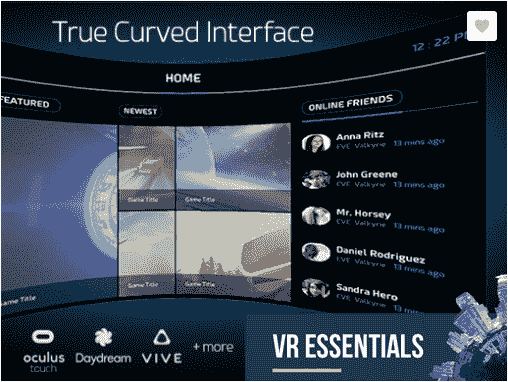 True Curved Interface
12 : 22 P
HOME
FEATURED
NEWEST
ONLINE FRIENDS
Anna Ritz
EVE Valkyrie 13 mins ago
John Greene
EVE Valkyrie 13 mins ago
Mr. Horsey
EVE Valkyrie 13 mins ago
Daniel Rodriguez
EVE Valkyrie 13 mins ago
Sandra Hero
EVE Valkyrie 13 mins ago
Game Title
Game Title
Game Title
Game Title
Game Title
oculus
touch
Daydream
VIVE
+ more
VR ESSENTIALS